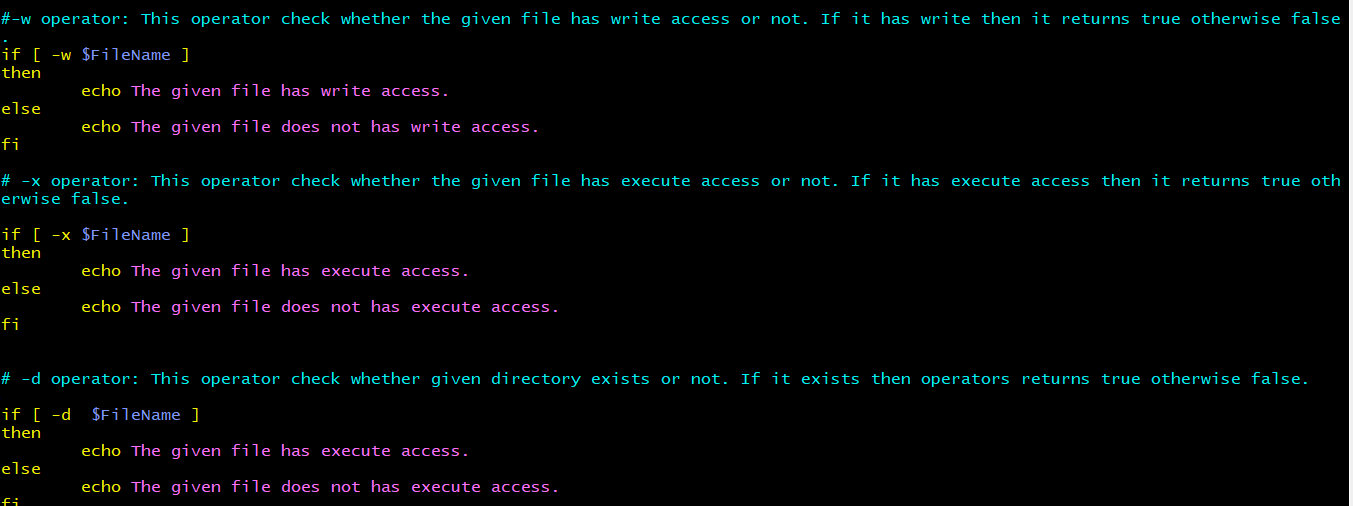 #-w operator: This operator check whether the given file has write access or not. If it has write then it returns true otherwise false
.
if [ -w $FileName ]
then
        echo The given file has write access.
else
        echo The given file does not has write access.
fi
# -x operator: This operator check whether the given file has execute access or not. If it has execute access then it returns true oth
erwise false.
if [ -x $FileName ]
then
        echo The given file has execute access.
else
        echo The given file does not has execute access.
fi
# -d operator: This operator check whether given directory exists or not. If it exists then operators returns true otherwise false.
if [ -d  $FileName ]
then
        echo The given file has execute access.
else
        echo The given file does not has execute access.
fi